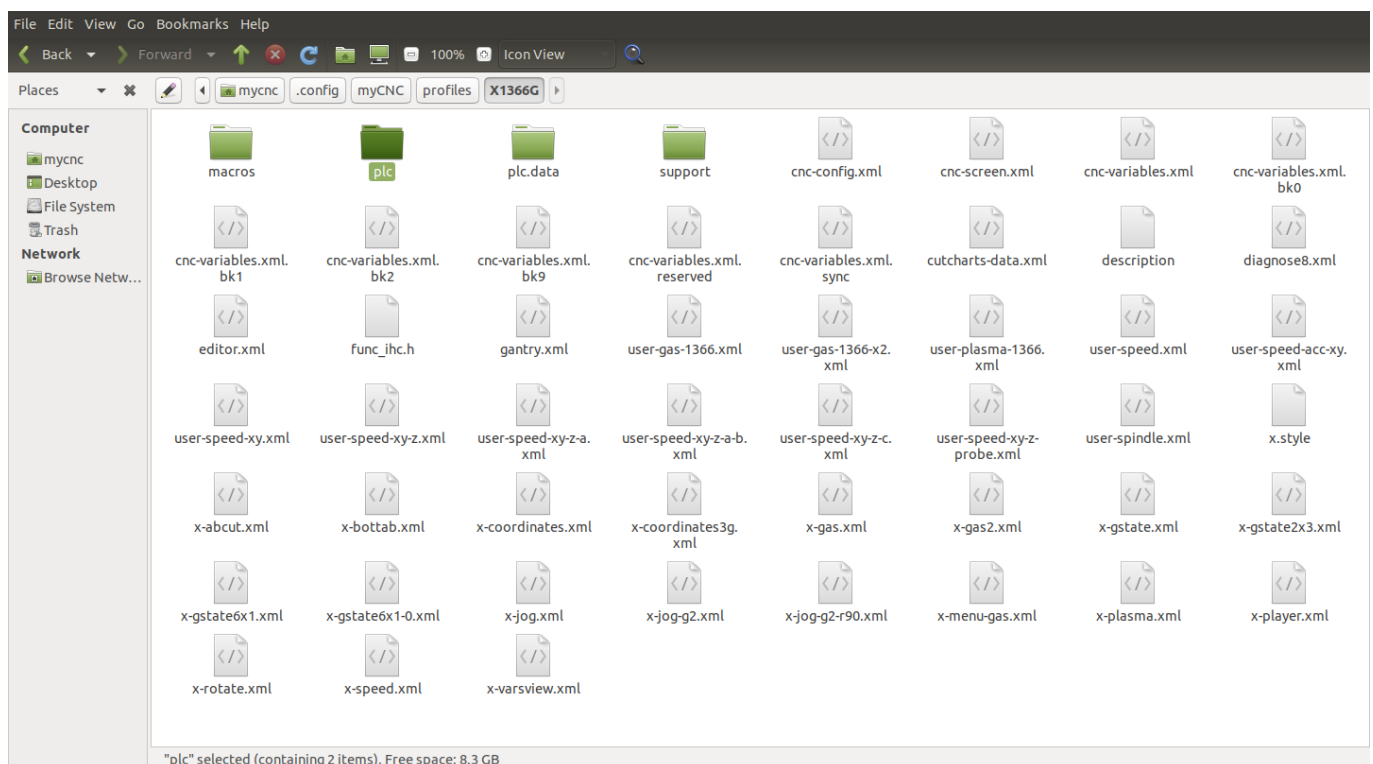 File Edit View Go Bookmarks Help
Back Forward 100% Icon View
Places mycnc .config myCNC profiles X1366G
Computer
mycnc
Desktop
File System
Trash
Network
Browse Netw...
macros plc plc.data support cnc-config.xml cnc-screen.xml cnc-variables.xml cnc-variables.xml.
bk0
cnc-variables.xml. cnc-variables.xml. cnc-variables.xml. cnc-variables.xml. cnc-variables.xml. cutcharts-data.xml description diagnose8.xml
bk1 bk2 bk9 reserved sync
editor.xml func_ihc.h gantry.xml user-gas-1366.xml user-gas-1366-x2. user-plasma-1366. user-speed.xml user-speed-acc-xy.
xml xml xml
user-speed-xy.xml user-speed-xy-z.xml user-speed-xy-z-a. user-speed-xy-z-a-b. user-speed-xy-z-c. user-speed-xy-z- user-spindle.xml x.style
xml xml xml probe.xml
x-abcut.xml x-bottab.xml x-coordinates.xml x-coordinates3g. x-gas.xml x-gas2.xml x-gstate.xml x-gstate2x3.xml
xml
x-gstate6x1.xml x-gstate6x1-0.xml x-jog.xml x-jog-g2.xml x-jog-g2-r90.xml x-menu-gas.xml x-plasma.xml x-player.xml
x-rotate.xml x-speed.xml x-varsview.xml
"plc" selected (containing 2 items), Free space: 8.3 GB